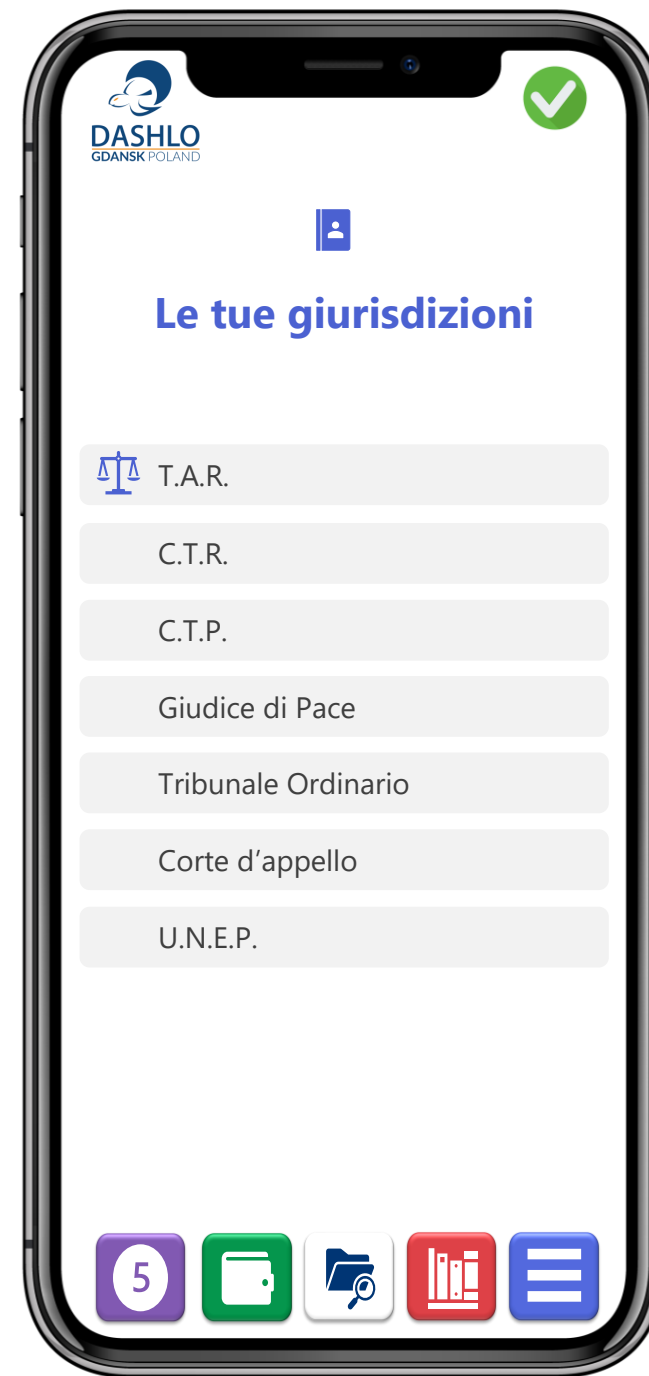 DASHLO
GDANSK POLAND
Le tue giurisdizioni
T.A.R.
C.T.R.
C.T.P.
Giudice di Pace
Tribunale Ordinario
Corte d’appello
U.N.E.P.
5